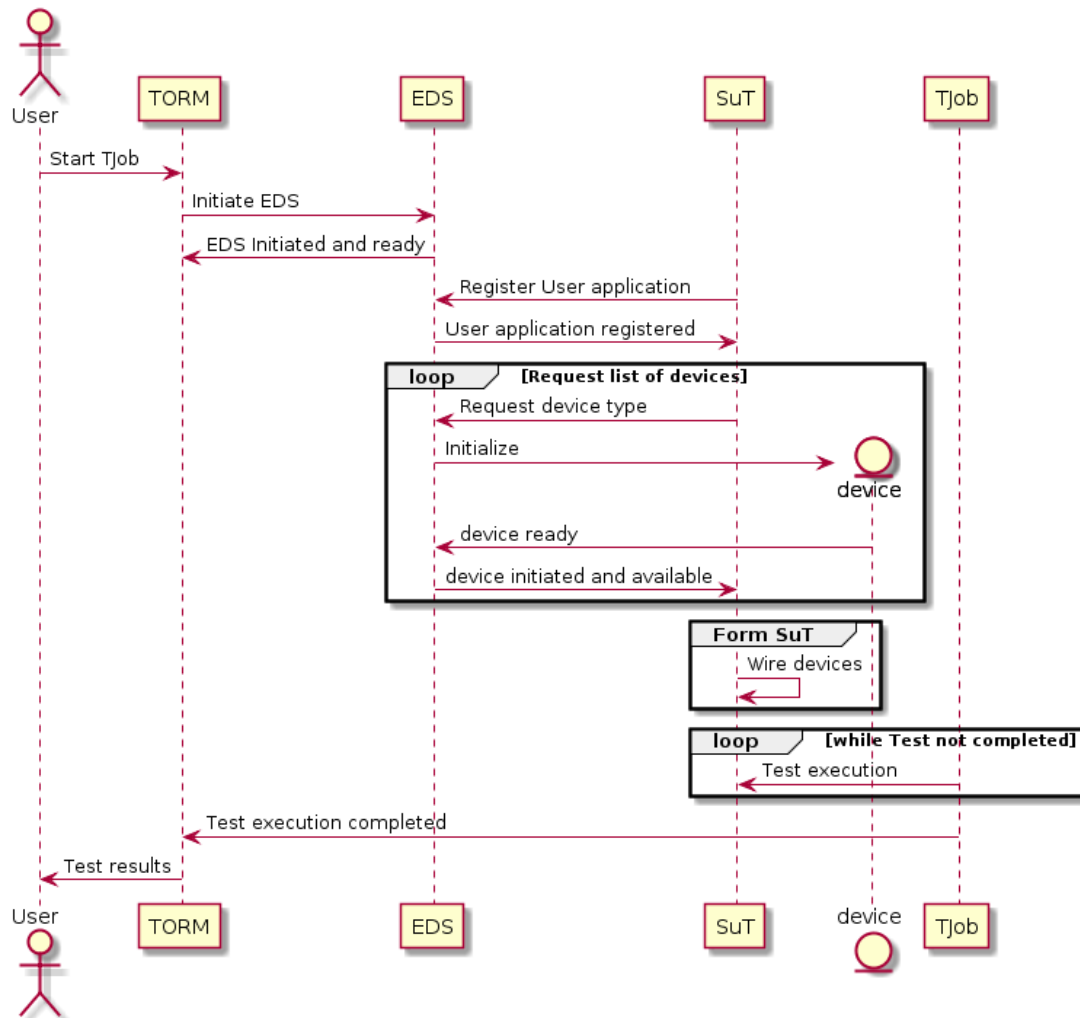 User
TORM
EDS
SuT
TJob
Start TJob
Initiate EDS
EDS Initiated and ready
Register User application
User application registered
loop
[Request list of devices]
Request device type
Initialize
device
device ready
device initiated and available
Form SuT
Wire devices
loop
[while Test not completed]
Test execution
Test execution completed
Test results
User
TORM
EDS
SuT
device
TJob